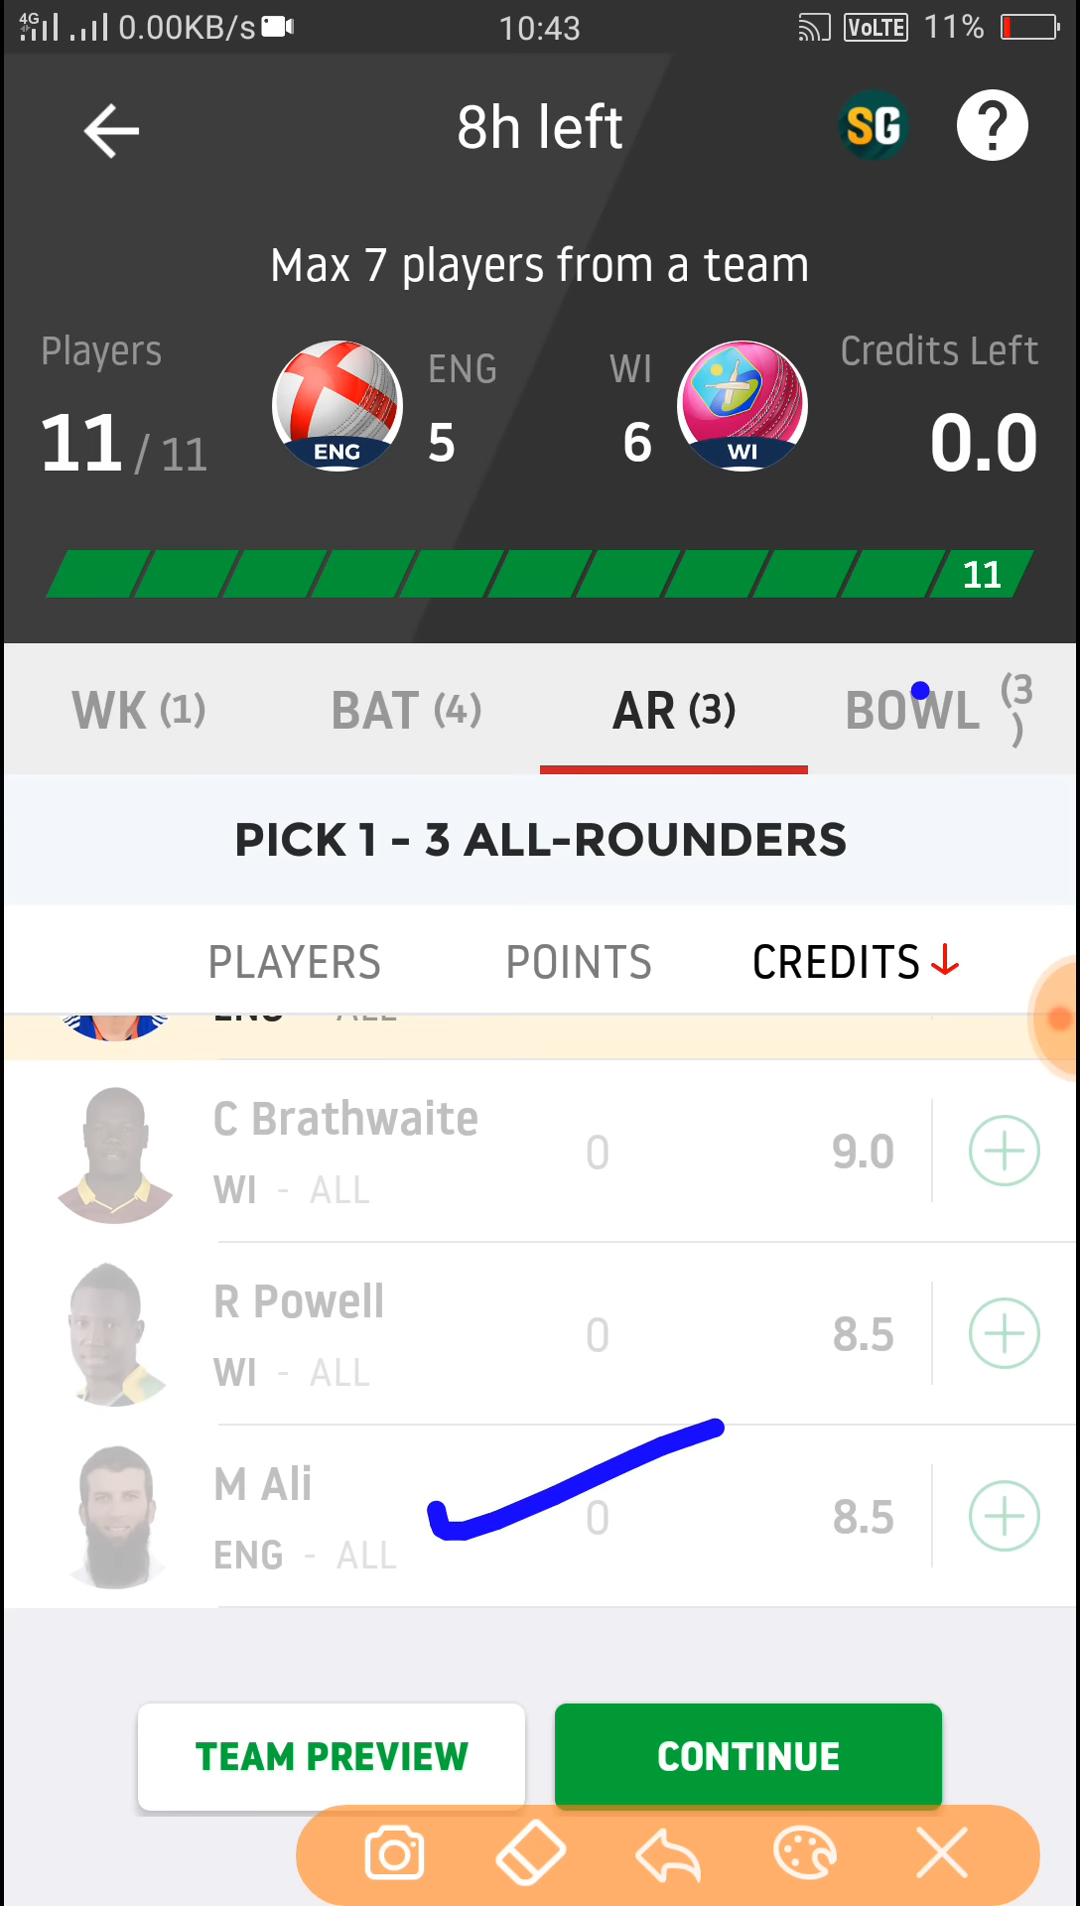 4G 0.00KB/s 10:43 VoLTE 11%
8h left SG ?
Max 7 players from a team
Players ENG WI Credits Left
11 / 11 5 6 0.0
ENG WI
11
WK (1) BAT (4) AR (3) BOWL (3)
PICK 1 - 3 ALL-ROUNDERS
PLAYERS POINTS CREDITS
ENG - ALL
C Brathwaite
0 9.0
WI - ALL
R Powell
0 8.5
WI - ALL
M Ali
0 8.5
ENG - ALL
TEAM PREVIEW CONTINUE